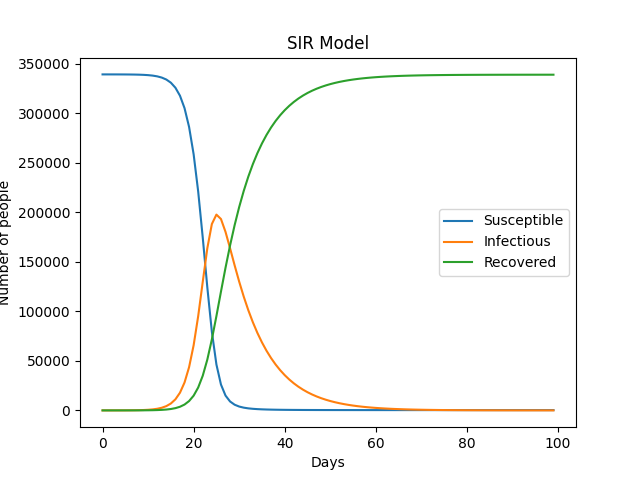 SIR Model
350000
300000
250000
200000
150000
100000
50000
0
Number of people
Susceptible
Infectious
Recovered
0 20 40 60 80 100
Days